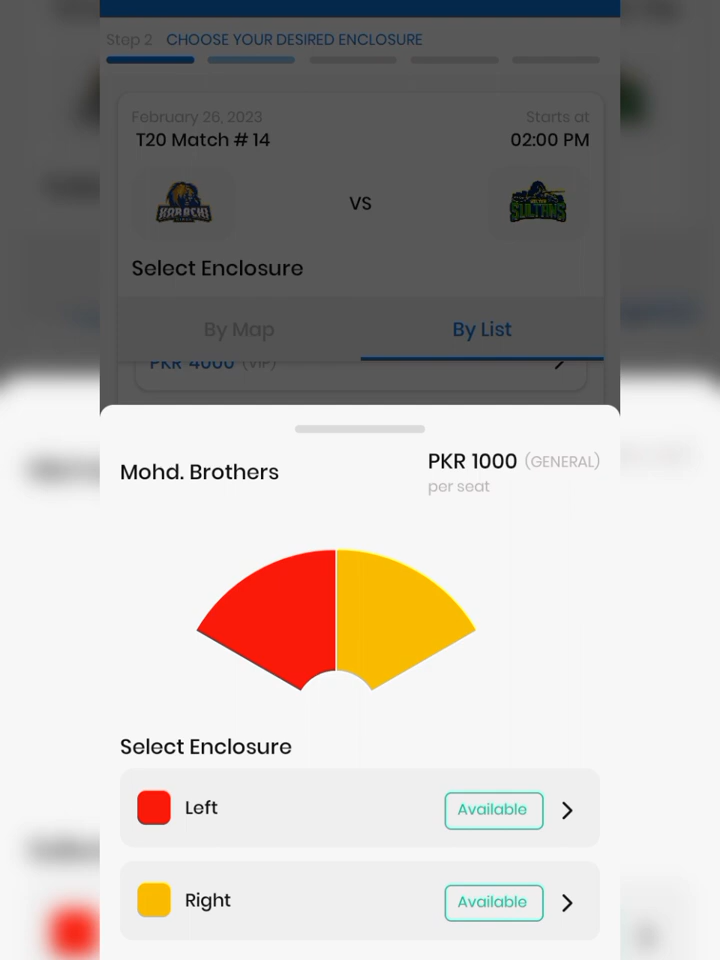 Step 2 CHOOSE YOUR DESIRED ENCLOSURE
February 26, 2023 Starts at
T20 Match # 14 02:00 PM
KARACHI VS SULTANS
Select Enclosure
By Map By List
PKR 4000 (VIP)
Mohd. Brothers PKR 1000 (GENERAL)
per seat
Select Enclosure
Left Available
Right Available